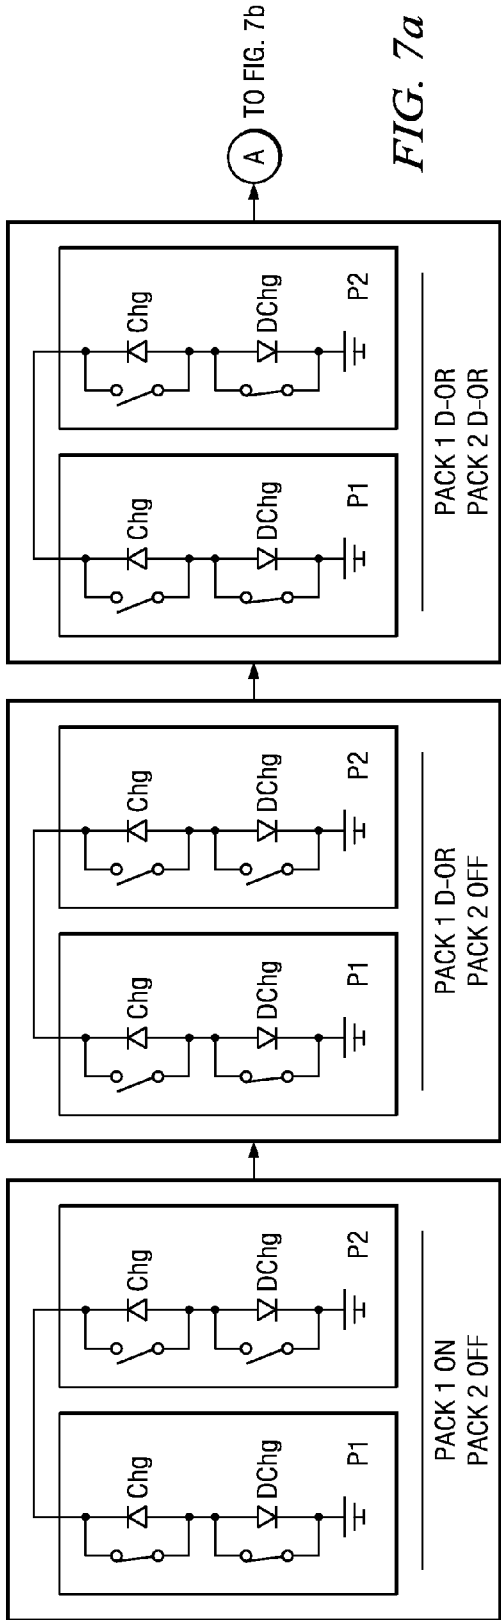 Chg
DChg
P1
Chg
DChg
P2
PACK 1 ON
PACK 2 OFF
Chg
DChg
P1
Chg
DChg
P2
PACK 1 D-OR
PACK 2 OFF
Chg
DChg
P1
Chg
DChg
P2
PACK 1 D-OR
PACK 2 D-OR
A TO FIG. 7b
FIG. 7a